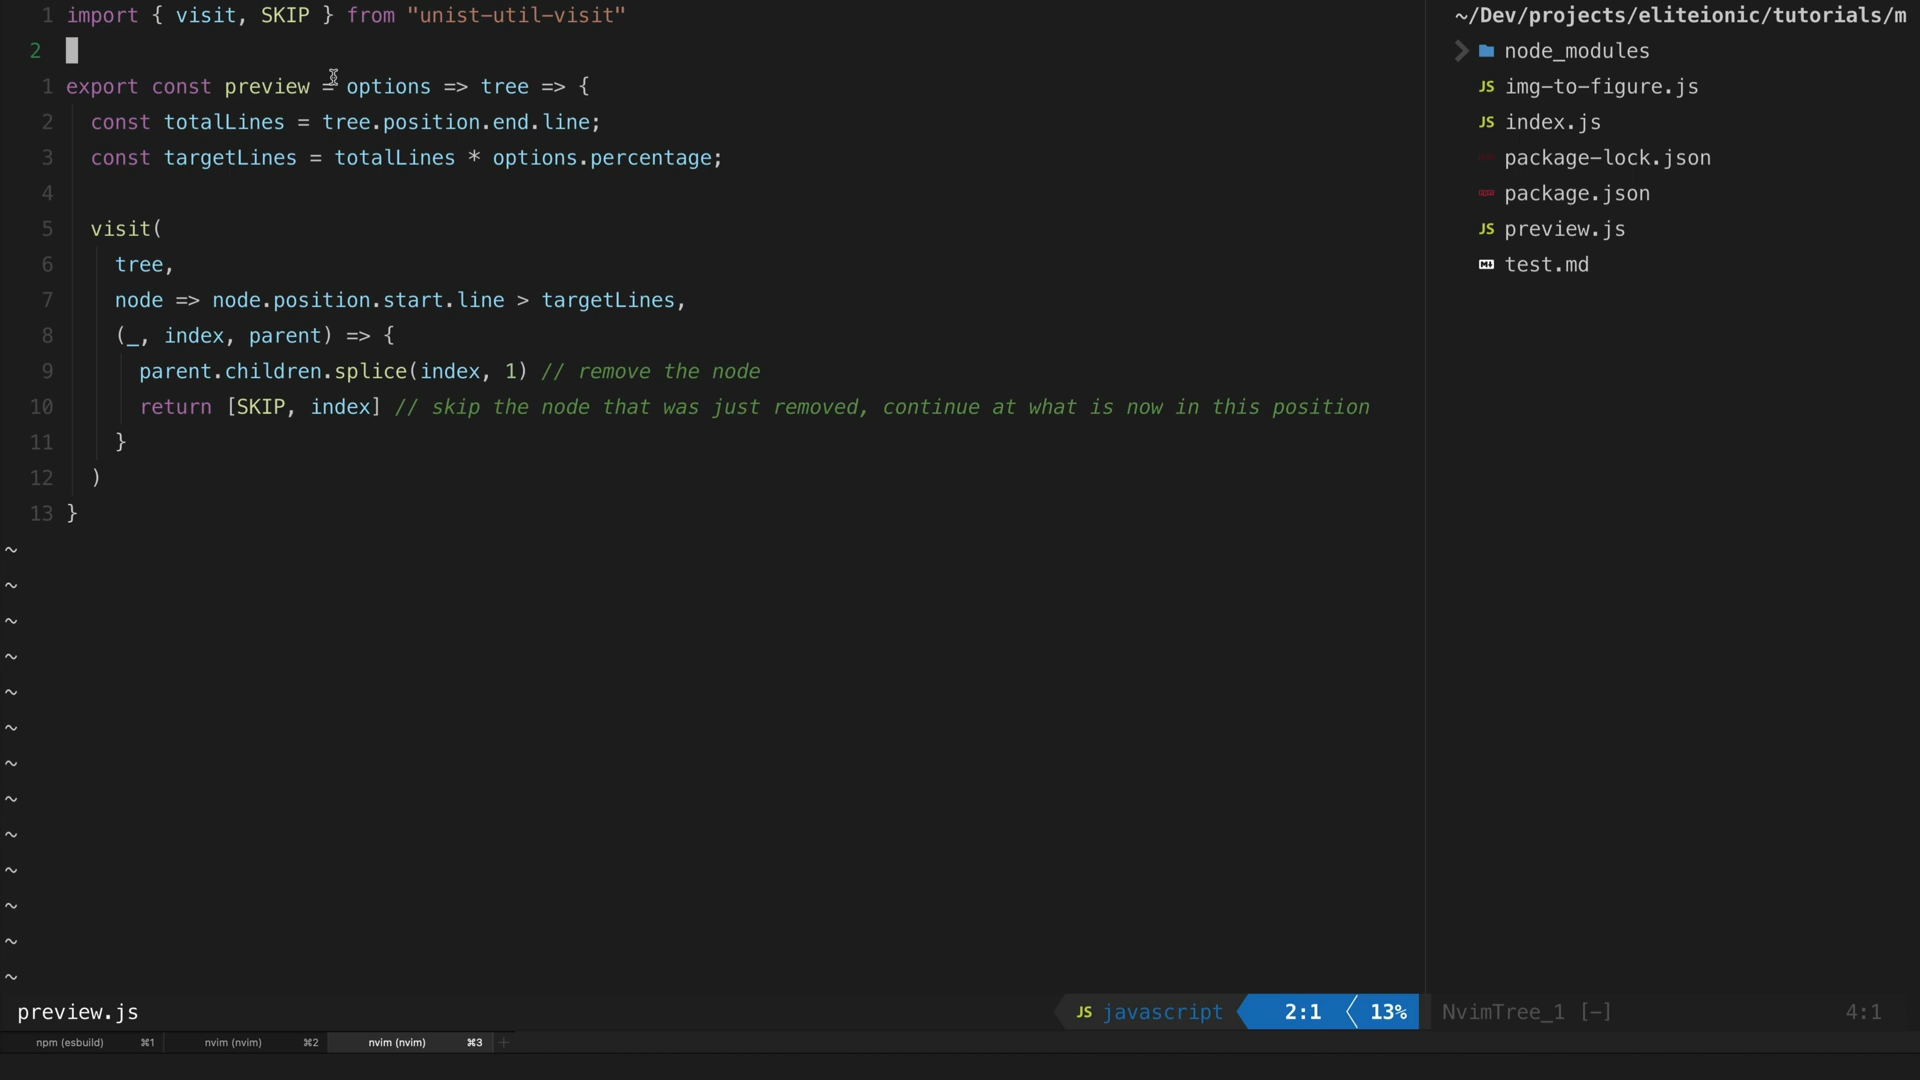 1 import { visit, SKIP } from "unist-util-visit"
2
1 export const preview = options => tree => {
2 const totalLines = tree.position.end.line;
3 const targetLines = totalLines * options.percentage;
4
5 visit(
6 tree,
7 node => node.position.start.line > targetLines,
8 (_, index, parent) => {
9 parent.children.splice(index, 1) // remove the node
10 return [SKIP, index] // skip the node that was just removed, continue at what is now in this position
11 }
12 )
13 }
~
~
~
~
~
~
~
~
~
~
~
~
~
preview.js
JS javascript 2:1 13%
~/Dev/projects/eliteionic/tutorials/m
node_modules
JS img-to-figure.js
JS index.js
package-lock.json
package.json
JS preview.js
test.md
NvimTree_1 [-] 4:1
npm (esbuild) ⌘1 nvim (nvim) ⌘2 nvim (nvim) ⌘3 +